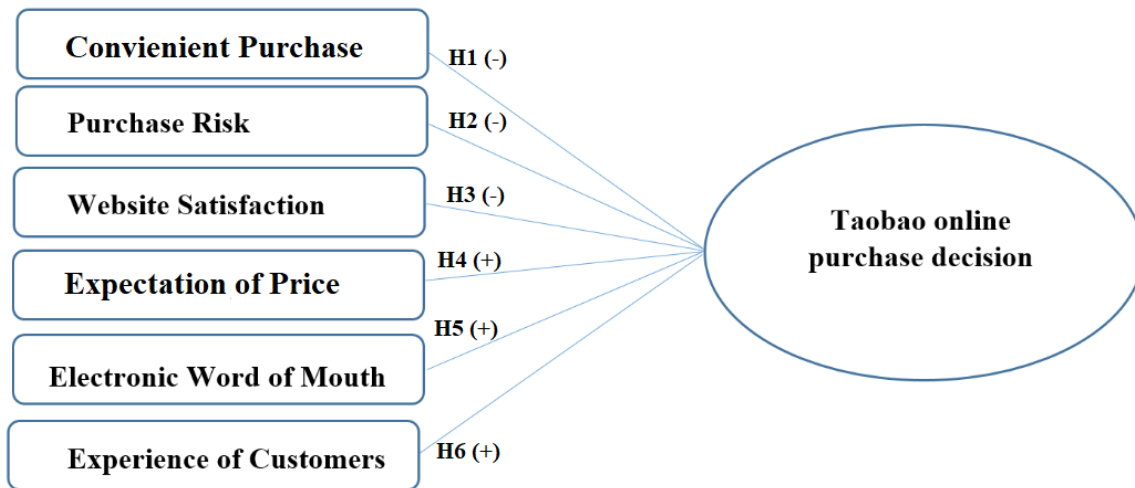 Convienient Purchase
H1 (-)
Purchase Risk
H2 (-)
Website Satisfaction
H3 (-)
Expectation of Price
H4 (+)
Electronic Word of Mouth
H5 (+)
Experience of Customers
H6 (+)
Taobao online
purchase decision